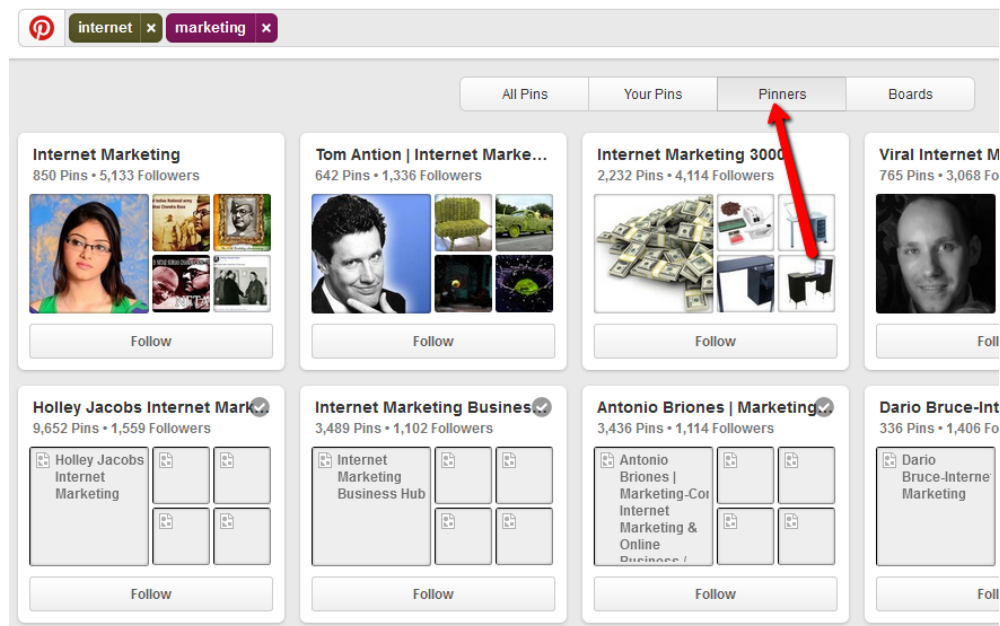 internet × marketing ×
All Pins Your Pins Pinners Boards
Internet Marketing
850 Pins • 5,133 Followers
Follow
Tom Antion | Internet Marke...
642 Pins • 1,336 Followers
Follow
Internet Marketing 3000
2,232 Pins • 4,114 Followers
Follow
Viral Internet M
765 Pins • 3,068 Fo
Foll
Holley Jacobs Internet Mark...
9,652 Pins • 1,559 Followers
Holley Jacobs
Internet
Marketing
Follow
Internet Marketing Busines...
3,489 Pins • 1,102 Followers
Internet
Marketing
Business Hub
Follow
Antonio Briones | Marketing...
3,436 Pins • 1,114 Followers
Antonio
Briones |
Marketing-Cor
Internet
Marketing &
Online
Business /
Follow
Dario Bruce-Int
336 Pins • 1,406 Fo
Dario
Bruce-Interne
Marketing
Foll